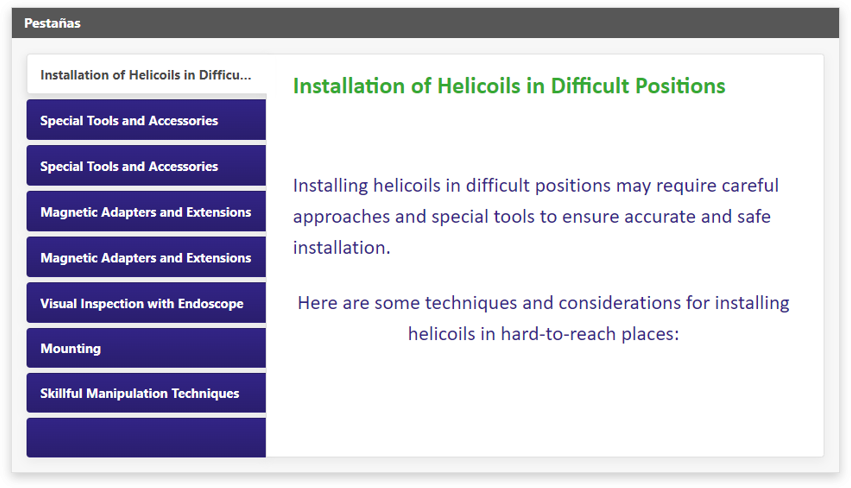 Pestañas
Installation of Helicoils in Difficu...
Special Tools and Accessories
Special Tools and Accessories
Magnetic Adapters and Extensions
Magnetic Adapters and Extensions
Visual Inspection with Endoscope
Mounting
Skillful Manipulation Techniques
Installation of Helicoils in Difficult Positions
Installing helicoils in difficult positions may require careful
approaches and special tools to ensure accurate and safe
installation.
Here are some techniques and considerations for installing
helicoils in hard-to-reach places: